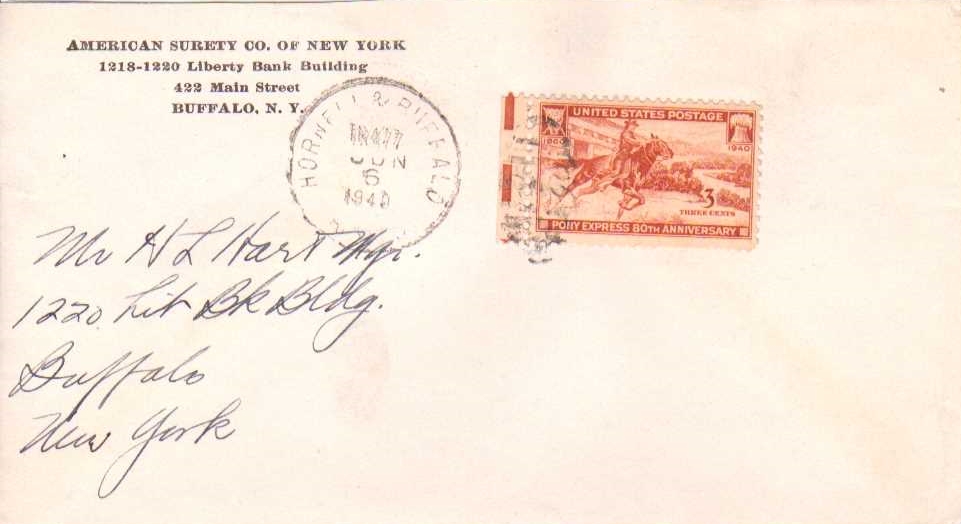 AMERICAN SURETY CO. OF NEW YORK
1218-1220 Liberty Bank Building
422 Main Street
BUFFALO, N. Y.
HORNELL & BUFFALO
TR477
JUN
6
1940
UNITED STATES POSTAGE
1860
1940
3
THREE CENTS
PONY EXPRESS 80TH ANNIVERSARY
Mr H L Hart Mgr.
1220 Lib Bk Bldg.
Buffalo
New York